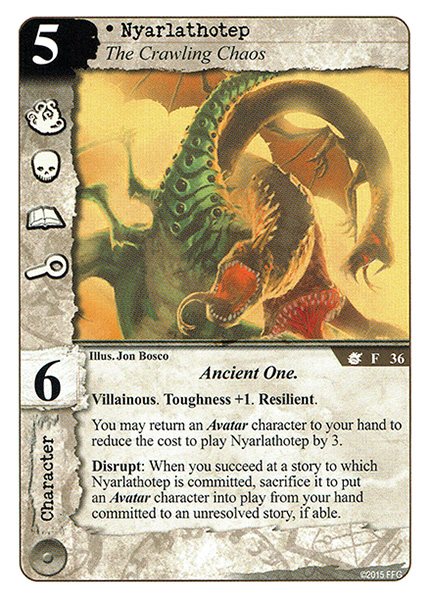 5
• Nyarlathotep
The Crawling Chaos
Illus. Jon Bosco
F 36
6
Ancient One.
Villainous. Toughness +1. Resilient.
You may return an Avatar character to your hand to
reduce the cost to play Nyarlathotep by 3.
Disrupt: When you succeed at a story to which
Nyarlathotep is committed, sacrifice it to put
an Avatar character into play from your hand
committed to an unresolved story, if able.
Character
©2015 FFG